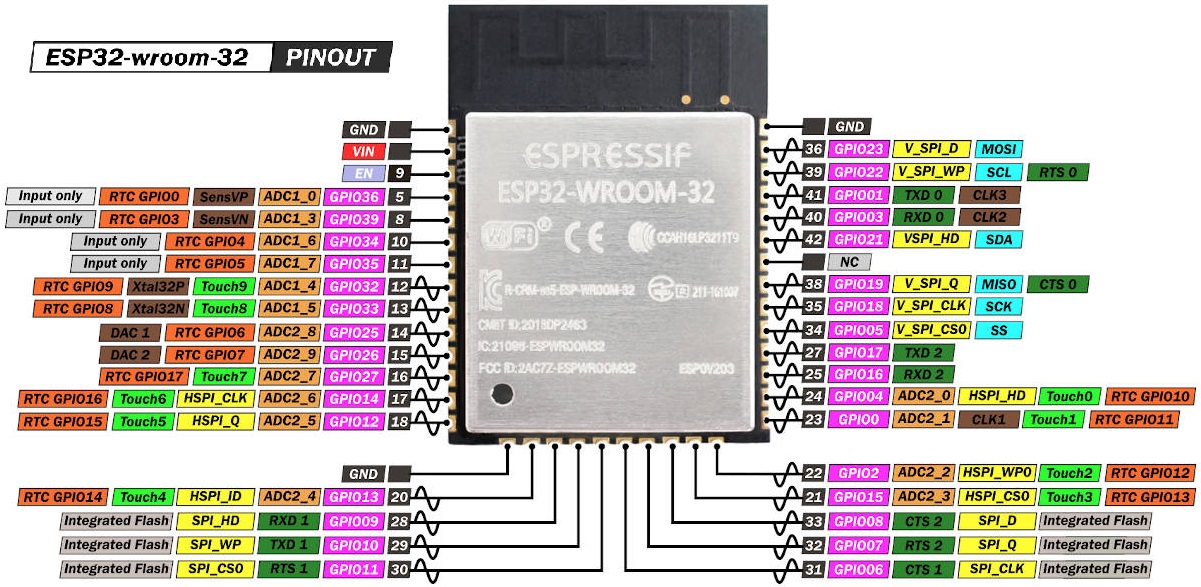 ESP32-wroom-32 PINOUT
GND
VIN
EN 9
Input only RTC GPIO0 SensVP ADC1_0 GPIO36 5
Input only RTC GPIO3 SensVN ADC1_3 GPIO39 8
Input only RTC GPIO4 ADC1_6 GPIO34 10
Input only RTC GPIO5 ADC1_7 GPIO35 11
RTC GPIO9 Xtal32P Touch9 ADC1_4 GPIO32 12
RTC GPIO8 Xtal32N Touch8 ADC1_5 GPIO33 13
DAC 1 RTC GPIO6 ADC2_8 GPIO25 14
DAC 2 RTC GPIO7 ADC2_9 GPIO26 15
RTC GPIO17 Touch7 ADC2_7 GPIO27 16
RTC GPIO16 Touch6 HSPI_CLK ADC2_6 GPIO14 17
RTC GPIO15 Touch5 HSPI_Q ADC2_5 GPIO12 18
GND
RTC GPIO14 Touch4 HSPI_ID ADC2_4 GPIO13 20
Integrated Flash SPI_HD RXD 1 GPIO09 28
Integrated Flash SPI_WP TXD 1 GPIO10 29
Integrated Flash SPI_CS0 RTS 1 GPIO11 30
ESPRESSIF
ESP32-WROOM-32
WiFi CE CCAH16LP3211T9
R-CRM-es5-ESP-WROOM-32 211-161007
CMIIT ID:2016DP2463
IC:21098-ESPWROOM32
FCC ID:2AC7Z-ESPWROOM32 ESP0V203
GND
36 GPIO23 V_SPI_D MOSI
39 GPIO22 V_SPI_WP SCL RTS 0
41 GPIO01 TXD 0 CLK3
40 GPIO03 RXD 0 CLK2
42 GPIO21 VSPI_HD SDA
NC
38 GPIO19 V_SPI_Q MISO CTS 0
35 GPIO18 V_SPI_CLK SCK
34 GPIO05 V_SPI_CS0 SS
27 GPIO17 TXD 2
25 GPIO16 RXD 2
24 GPIO04 ADC2_0 HSPI_HD Touch0 RTC GPIO10
23 GPIO0 ADC2_1 CLK1 Touch1 RTC GPIO11
22 GPIO2 ADC2_2 HSPI_WP0 Touch2 RTC GPIO12
21 GPIO15 ADC2_3 HSPI_CS0 Touch3 RTC GPIO13
33 GPIO08 CTS 2 SPI_D Integrated Flash
32 GPIO07 RTS 2 SPI_Q Integrated Flash
31 GPIO06 CTS 1 SPI_CLK Integrated Flash